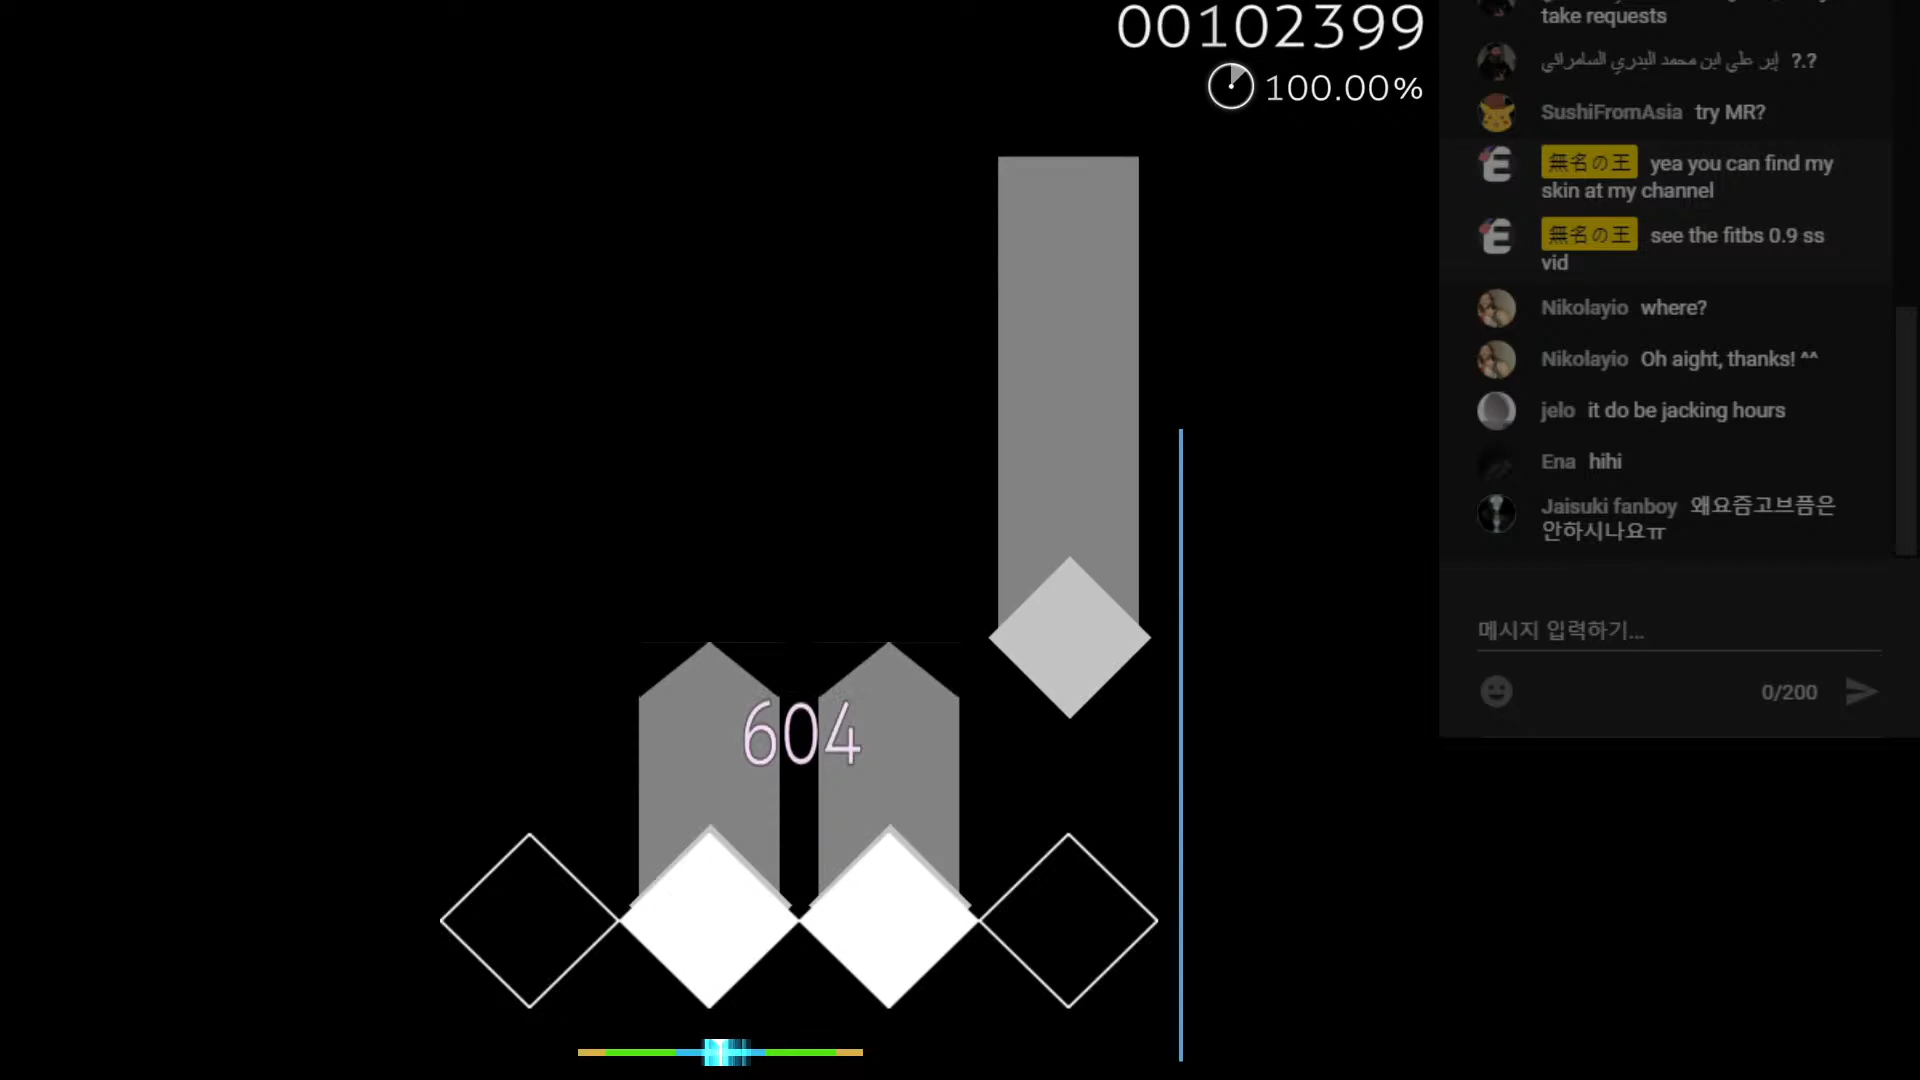 00102399
100.00%
604
take requests
إبن علي ابن محمد البدري السامرائي ?.?
SushiFromAsia try MR?
無名の王 yea you can find my
skin at my channel
無名の王 see the fitbs 0.9 ss
vid
Nikolayio where?
Nikolayio Oh aight, thanks! ^^
jelo it do be jacking hours
Ena hihi
Jaisuki fanboy 왜요즘고브픔은
안하시나요ㅠ
메시지 입력하기...
0/200